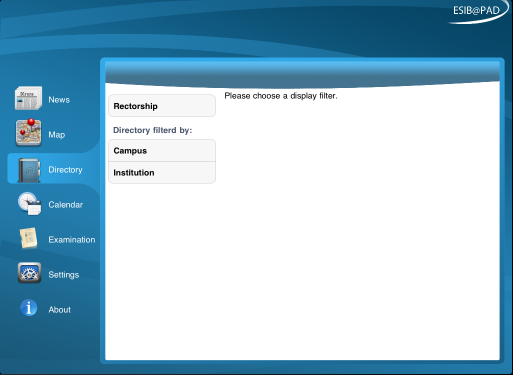 ESIB@PAD
News
Map
Directory
Calendar
Examination
Settings
About
Rectorship
Directory filterd by:
Campus
Institution
Please choose a display filter.